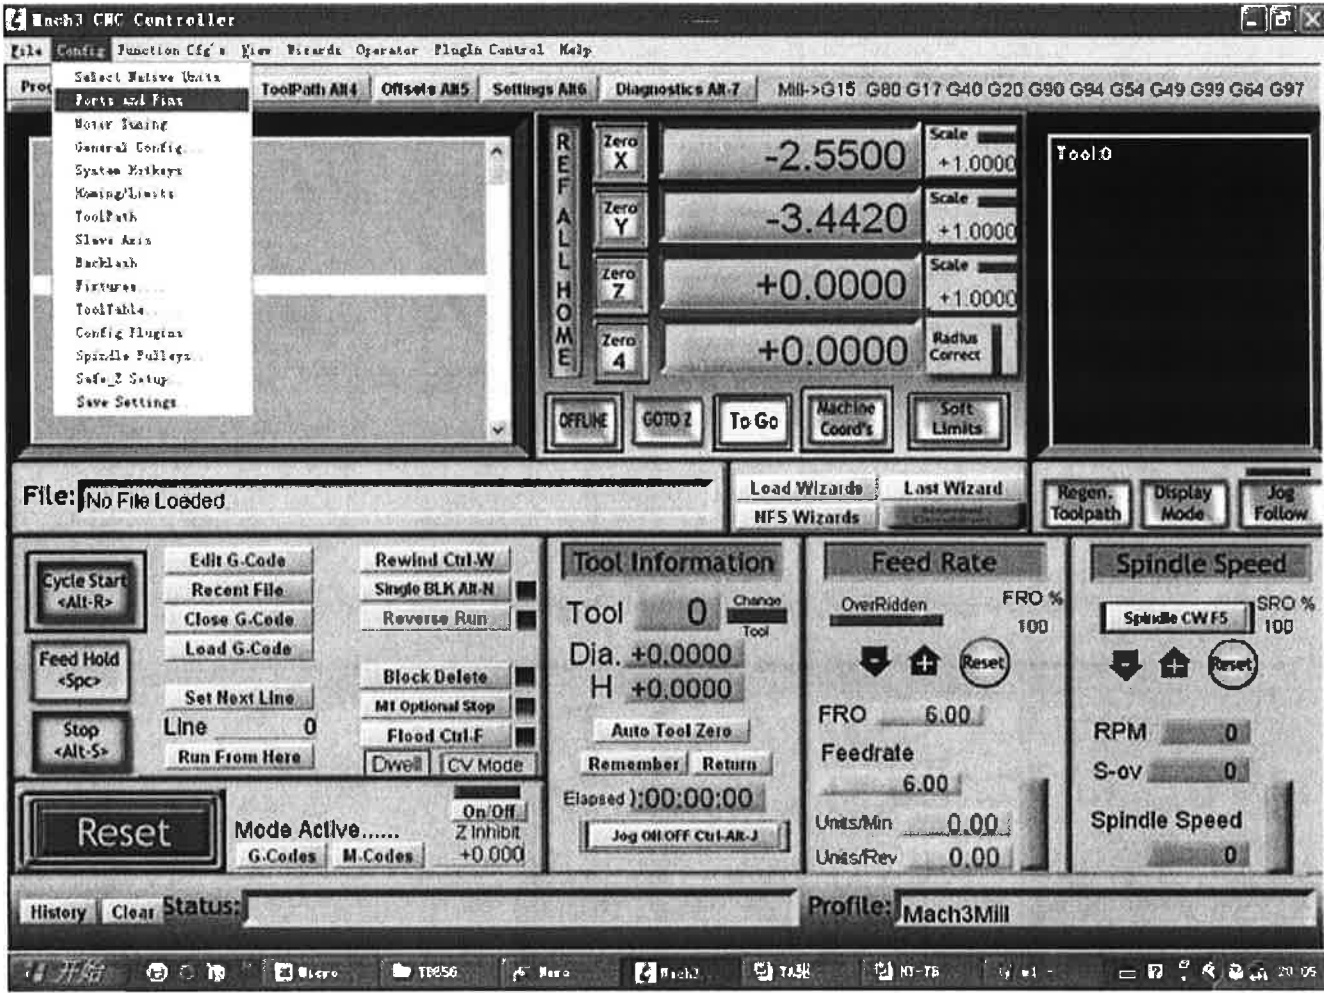 Mach3 CNC Controller
File Config Function Cfg's View Wizards Operator PlugIn Control Help
Select Native Units
ToolPath Alt4 Offsets Alt5 Settings Alt6 Diagnostics Alt-7 Mill->G15 G80 G17 G40 G20 G90 G94 G54 G49 G99 G64 G97
Ports and Pins
Motor Tuning
General Config...
System Hotkeys
Homing/Limits
ToolPath
Slave Axis
Backlash
Fixtures...
ToolTable..
Config Plugins
Spindle Pulleys..
Safe_Z Setup..
Save Settings
REF ALL HOME
Zero X -2.5500 Scale +1.0000
Zero Y -3.4420 Scale +1.0000
Zero Z +0.0000 Scale +1.0000
Zero 4 +0.0000 Radius Correct
OFFLINE GOTO Z To Go Machine Coord's Soft Limits
Tool:0
File: No File Loaded
Load Wizards Last Wizard
NFS Wizards
Regen. Toolpath Display Mode Jog Follow
Cycle Start <Alt-R>
Feed Hold <Spc>
Stop <Alt-S>
Edit G-Code
Recent File
Close G-Code
Load G-Code
Set Next Line
Line 0
Run From Here
Rewind Ctrl-W
Single BLK Alt-N
Reverse Run
Block Delete
M1 Optional Stop
Flood Ctrl-F
Dwell CV Mode
Reset
Mode Active......
G-Codes M-Codes
On/Off
Z Inhibit
+0.000
Tool Information
Tool 0 Change Tool
Dia. +0.0000
H +0.0000
Auto Tool Zero
Remember Return
Elapsed ):00:00:00
Jog ON/OFF Ctrl-Alt-J
Feed Rate
OverRidden FRO %
100
Reset
FRO 6.00
Feedrate
6.00
Units/Min 0.00
Units/Rev 0.00
Spindle Speed
Spindle CW F5 SRO %
100
Reset
RPM 0
S-ov 0
Spindle Speed
0
History Clear Status:
Profile: Mach3Mill
开始 Micro Nero Mach3 20:05